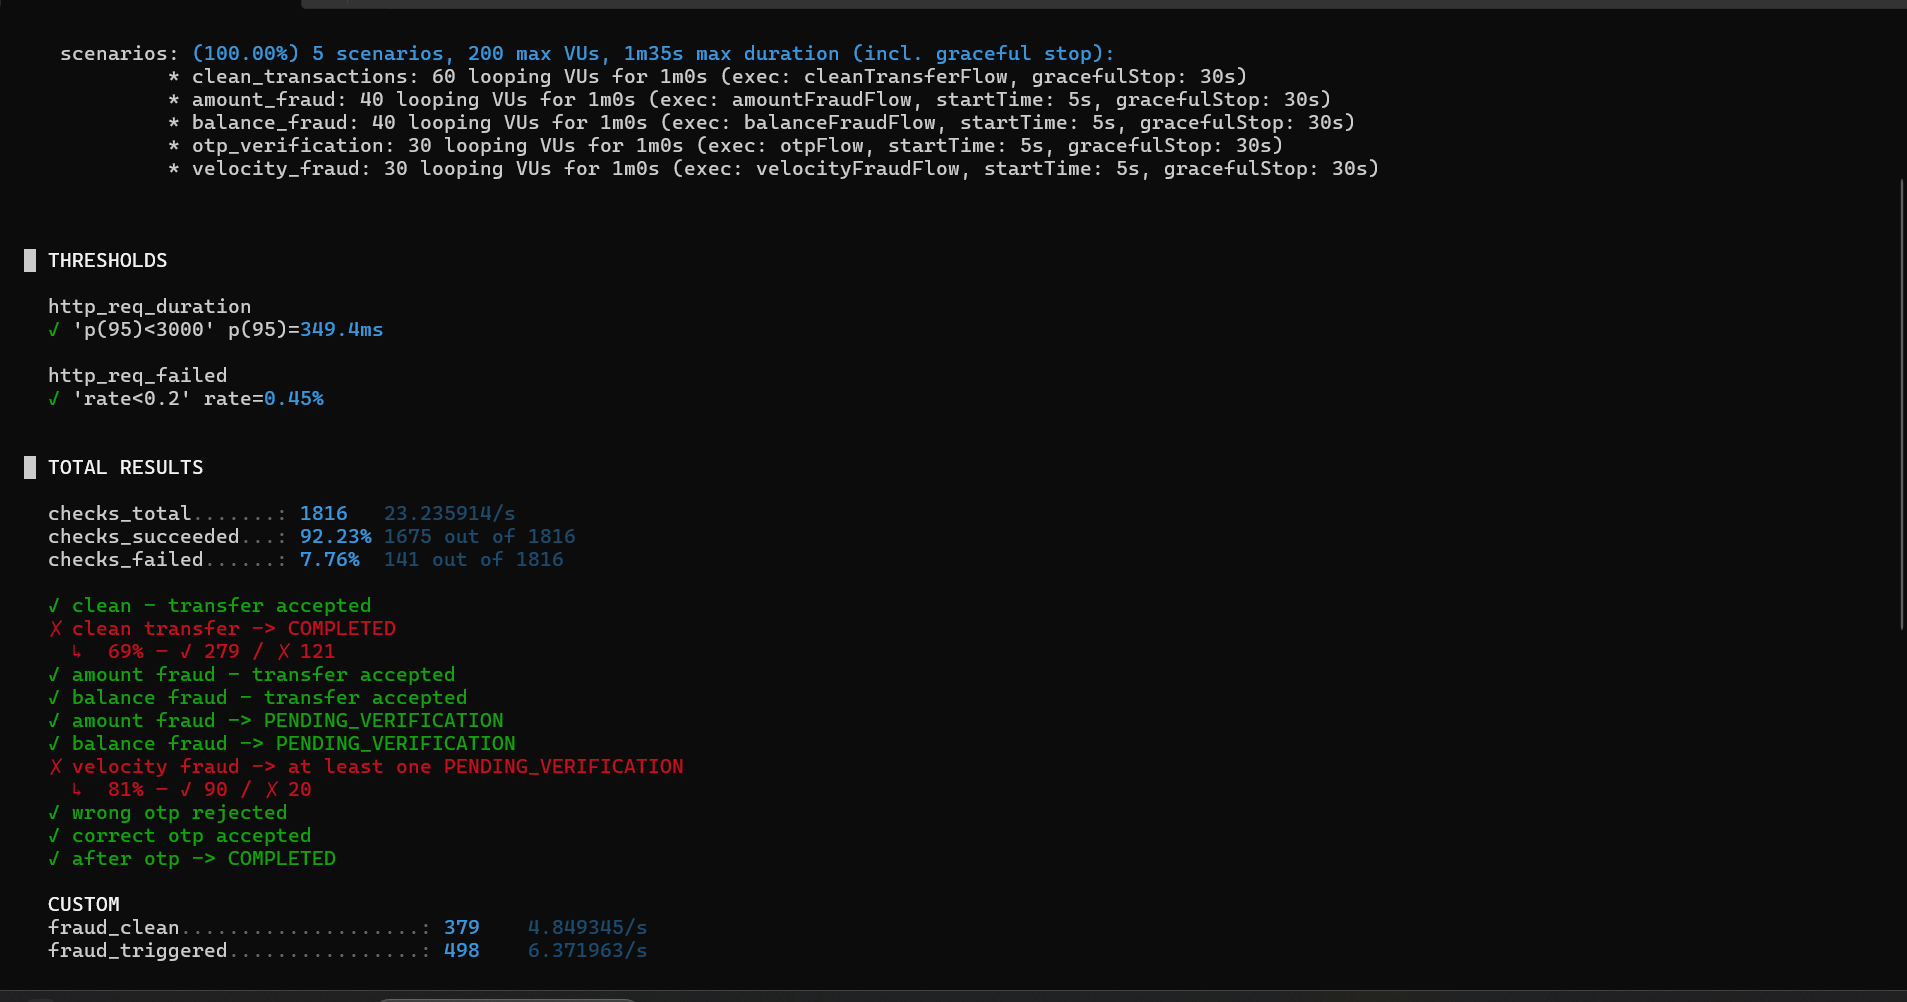 scenarios: (100.00%) 5 scenarios, 200 max VUs, 1m35s max duration (incl. graceful stop):
* clean_transactions: 60 looping VUs for 1m0s (exec: cleanTransferFlow, gracefulStop: 30s)
* amount_fraud: 40 looping VUs for 1m0s (exec: amountFraudFlow, startTime: 5s, gracefulStop: 30s)
* balance_fraud: 40 looping VUs for 1m0s (exec: balanceFraudFlow, startTime: 5s, gracefulStop: 30s)
* otp_verification: 30 looping VUs for 1m0s (exec: otpFlow, startTime: 5s, gracefulStop: 30s)
* velocity_fraud: 30 looping VUs for 1m0s (exec: velocityFraudFlow, startTime: 5s, gracefulStop: 30s)
█ THRESHOLDS
http_req_duration
✓ 'p(95)<3000' p(95)=349.4ms
http_req_failed
✓ 'rate<0.2' rate=0.45%
█ TOTAL RESULTS
checks_total.......: 1816 23.235914/s
checks_succeeded...: 92.23% 1675 out of 1816
checks_failed......: 7.76% 141 out of 1816
✓ clean - transfer accepted
✗ clean transfer -> COMPLETED
↳ 69% — ✓ 279 / ✗ 121
✓ amount fraud - transfer accepted
✓ balance fraud - transfer accepted
✓ amount fraud -> PENDING_VERIFICATION
✓ balance fraud -> PENDING_VERIFICATION
✗ velocity fraud -> at least one PENDING_VERIFICATION
↳ 81% — ✓ 90 / ✗ 20
✓ wrong otp rejected
✓ correct otp accepted
✓ after otp -> COMPLETED
CUSTOM
fraud_clean....................: 379 4.849345/s
fraud_triggered................: 498 6.371963/s